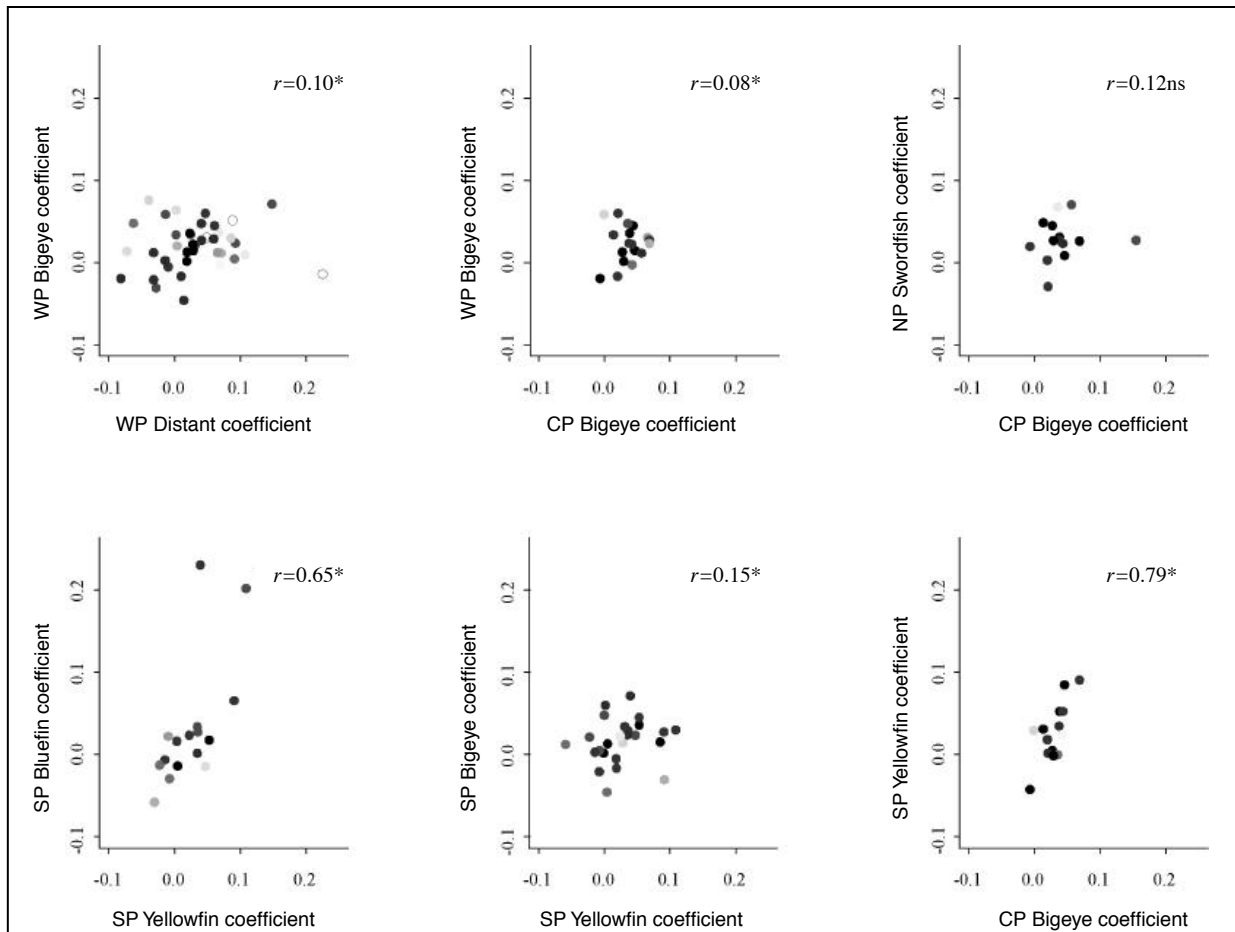 r=0.10*
WP Bigeye coefficient
0.2
0.1
0.0
-0.1
-0.1 0.0 0.1 0.2
WP Distant coefficient
r=0.08*
WP Bigeye coefficient
0.2
0.1
0.0
-0.1
-0.1 0.0 0.1 0.2
CP Bigeye coefficient
r=0.12ns
NP Swordfish coefficient
0.2
0.1
0.0
-0.1
-0.1 0.0 0.1 0.2
CP Bigeye coefficient
r=0.65*
SP Bluefin coefficient
0.2
0.1
0.0
-0.1
-0.1 0.0 0.1 0.2
SP Yellowfin coefficient
r=0.15*
SP Bigeye coefficient
0.2
0.1
0.0
-0.1
-0.1 0.0 0.1 0.2
SP Yellowfin coefficient
r=0.79*
SP Yellowfin coefficient
0.2
0.1
0.0
-0.1
-0.1 0.0 0.1 0.2
CP Bigeye coefficient